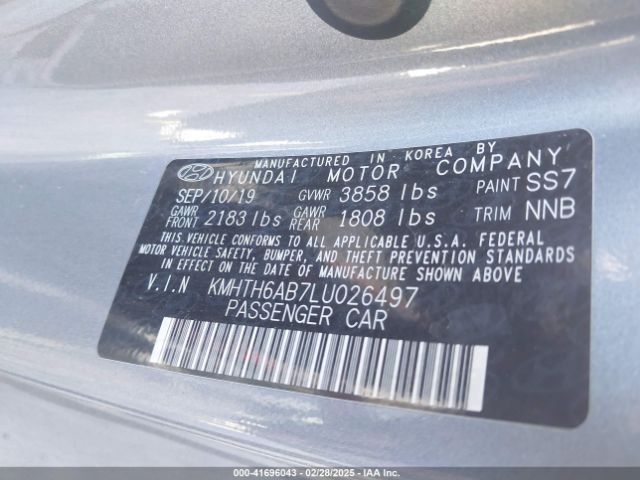 MANUFACTURED IN KOREA BY
HYUNDAI MOTOR COMPANY
SEP/10/19 GVWR 3858 lbs PAINT SS7
GAWR FRONT 2183 lbs GAWR REAR 1808 lbs TRIM NNB
THIS VEHICLE CONFORMS TO ALL APPLICABLE U.S.A. FEDERAL
MOTOR VEHICLE SAFETY, BUMPER, AND THEFT PREVENTION STANDARDS
IN EFFECT ON THE DATE OF MANUFACTURE SHOWN ABOVE.
V.I.N KMHTH6AB7LU026497
PASSENGER CAR
000-41696043 - 02/28/2025 - IAAI.COM